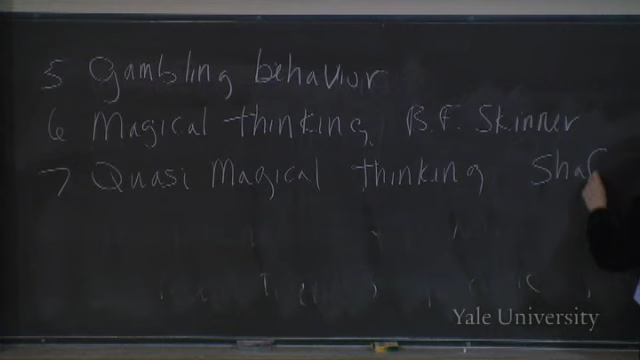 5 Gambling behavior
6 Magical thinking B.F. Skinner
7 Quasi Magical thinking Shaf
Yale University